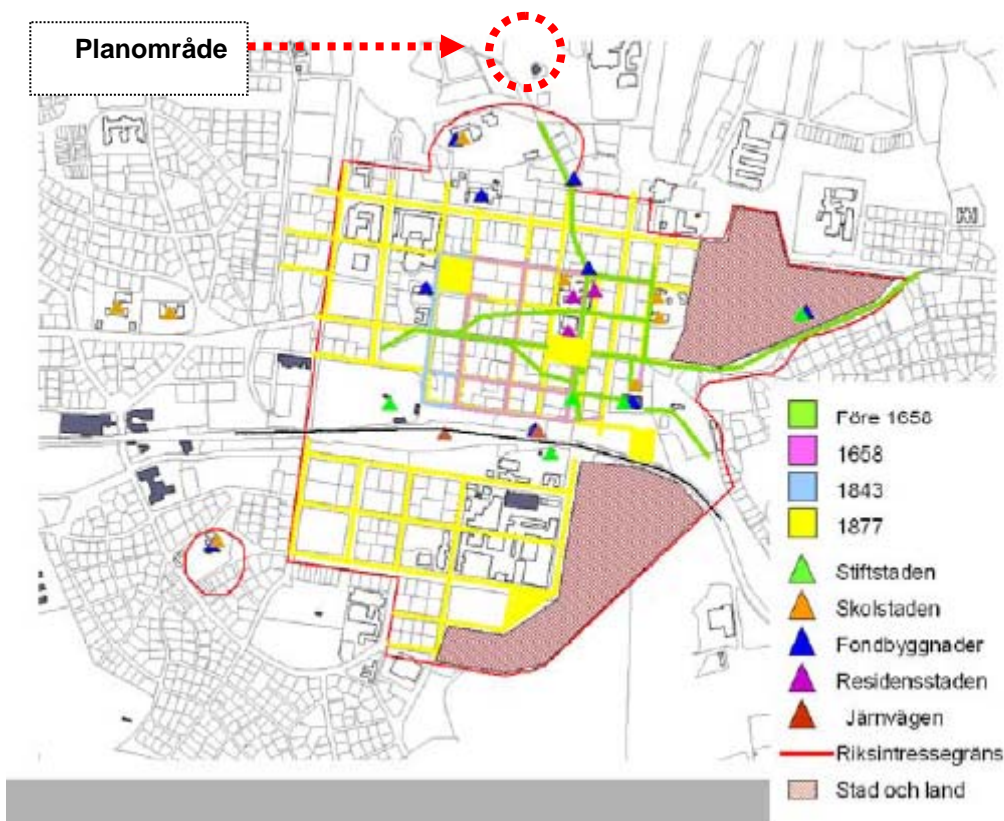 Planområde
Före 1658
1658
1843
1877
Stiftstaden
Skolstaden
Fondbyggnader
Residensstaden
Järnvägen
Riksintressegräns
Stad och land